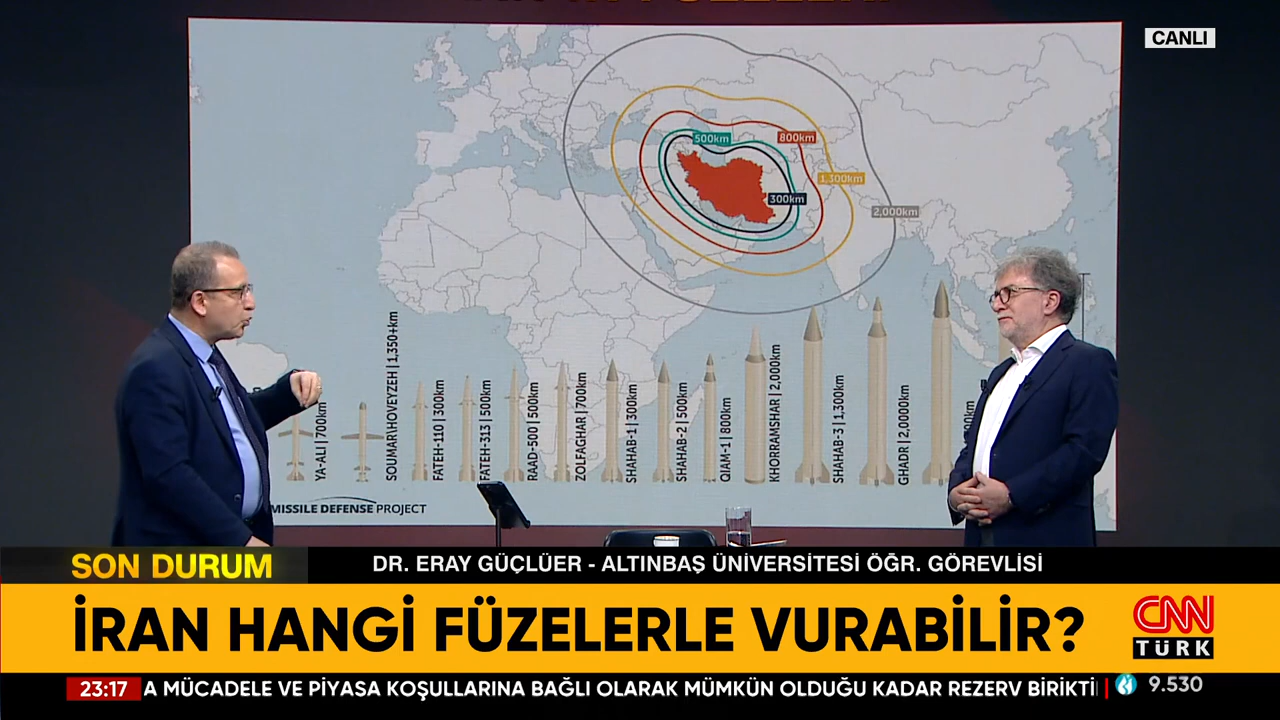 CANLI
500km
800km
1,300km
300km
2,000km
YA-ALI | 700km
SOUMAR\HOVEYZEH | 1,350+km
FATEH-110 | 300km
FATEH-313 | 500km
RAAD-500 | 500km
ZOLFAGHAR | 700km
SHAHAB-1 | 300km
SHAHAB-2 | 500km
QIAM-1 | 800km
KHORRAMSHAR | 2,000km
SHAHAB-3 | 1,300km
GHADR | 2,0000km
MISSILE DEFENSE PROJECT
SON DURUM
DR. ERAY GÜÇLÜER - ALTINBAŞ ÜNİVERSİTESİ ÖĞR. GÖREVLİSİ
İRAN HANGİ FÜZELERLE VURABİLİR?
CNN
TÜRK
23:17
A MÜCADELE VE PİYASA KOŞULLARINA BAĞLI OLARAK MÜMKÜN OLDUĞU KADAR REZERV BİRİKTİ
9.530